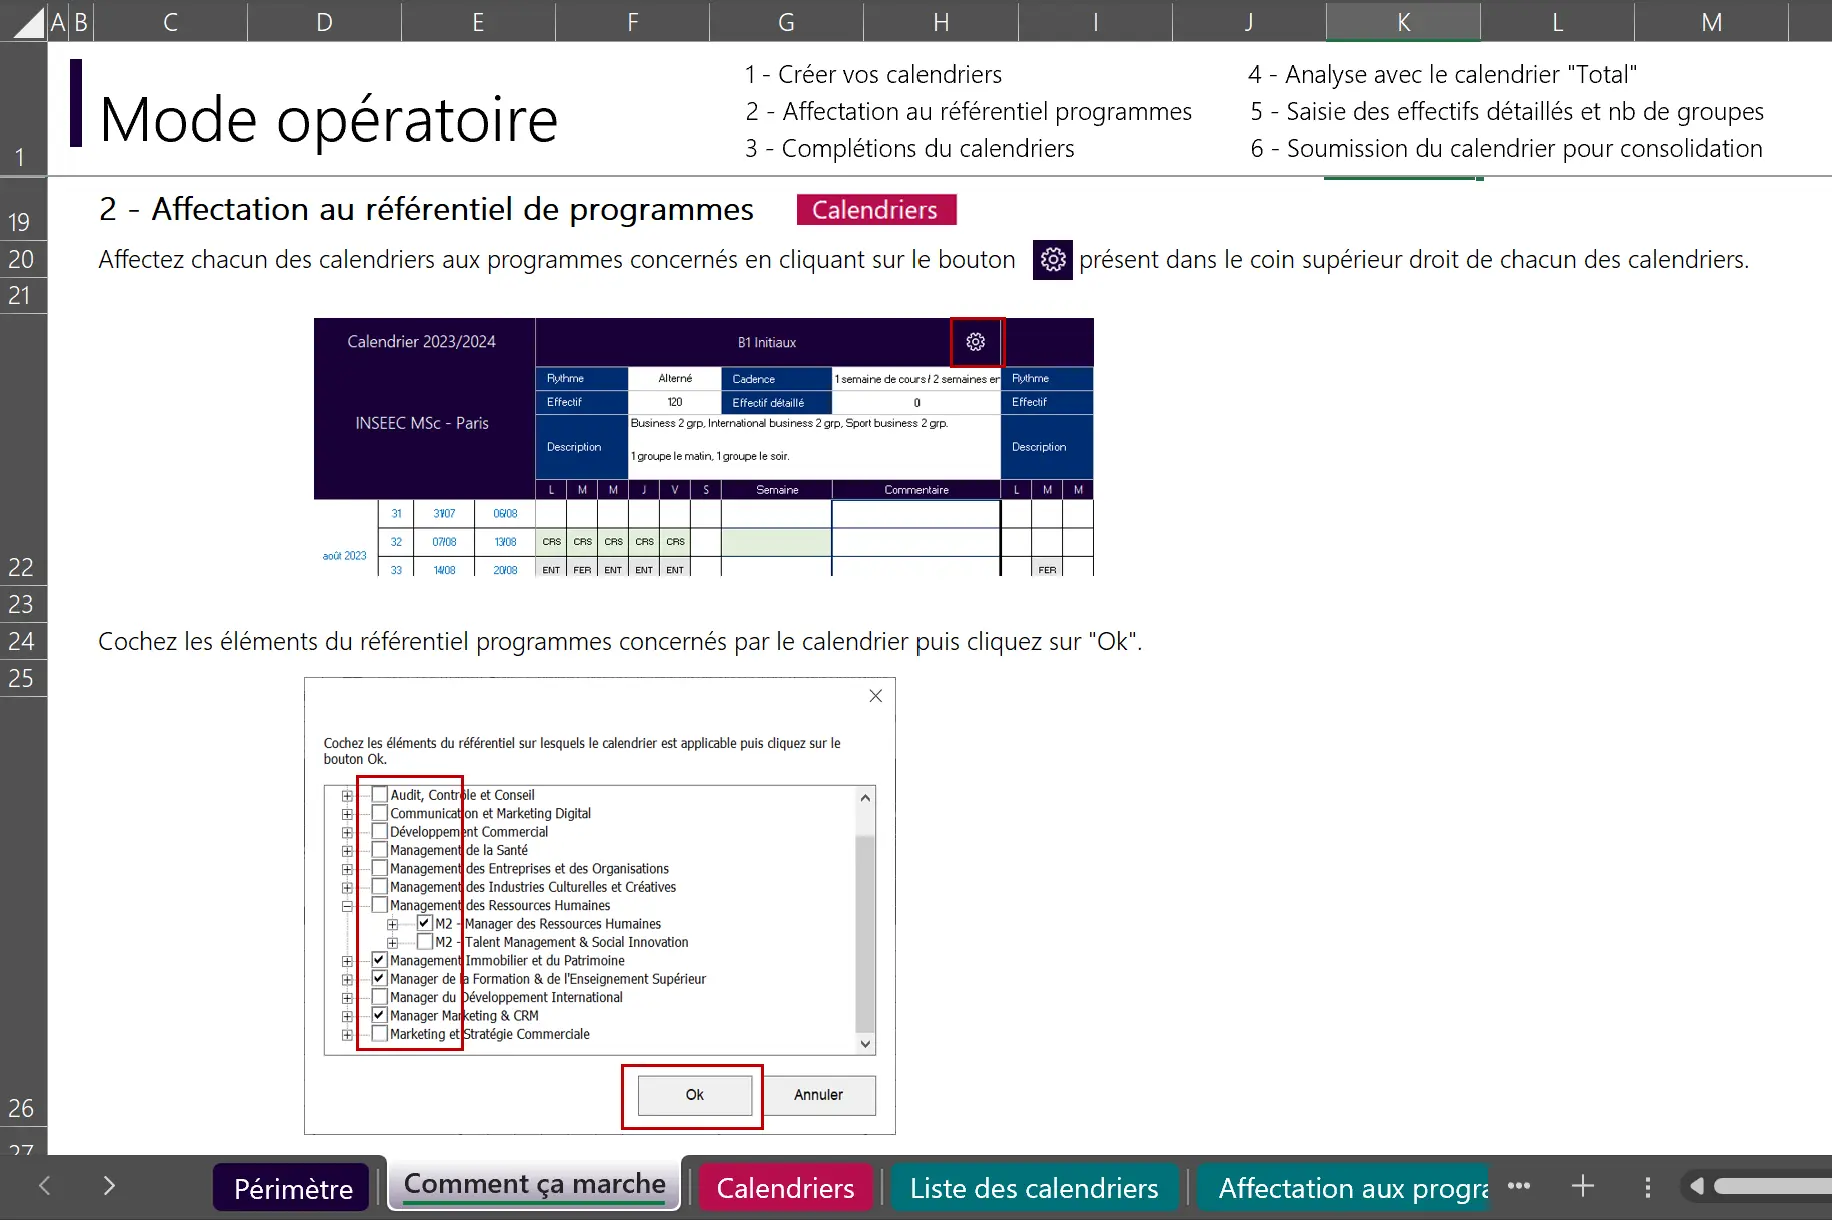 A B C D E F G H I J K L M
1
Mode opératoire
1 - Créer vos calendriers
2 - Affectation au référentiel programmes
3 - Complétions du calendriers
4 - Analyse avec le calendrier "Total"
5 - Saisie des effectifs détaillés et nb de groupes
6 - Soumission du calendrier pour consolidation
19
2 - Affectation au référentiel de programmes
Calendriers
20
Affectez chacun des calendriers aux programmes concernés en cliquant sur le bouton présent dans le coin supérieur droit de chacun des calendriers.
21
22
Calendrier 2023/2024
B1 Initiaux
INSEEC MSc - Paris
Rythme Alterné Cadence 1 semaine de cours / 2 semaines en Rythme
Effectif 120 Effectif détaillé 0 Effectif
Description
Business 2 grp, International business 2 grp, Sport business 2 grp.
1 groupe le matin, 1 groupe le soir.
Description
L M M J V S Semaine Commentaire L M M
31 31/07 06/08
août 2023
32 07/08 13/08 CRS CRS CRS CRS CRS
33 14/08 20/08 ENT FER ENT ENT ENT FER
23
24
Cochez les éléments du référentiel programmes concernés par le calendrier puis cliquez sur "Ok".
25
26
Cochez les éléments du référentiel sur lesquels le calendrier est applicable puis cliquez sur le
bouton Ok.
Audit, Contrôle et Conseil
Communication et Marketing Digital
Développement Commercial
Management de la Santé
Management des Entreprises et des Organisations
Management des Industries Culturelles et Créatives
Management des Ressources Humaines
M2 - Manager des Ressources Humaines
M2 - Talent Management & Social Innovation
Management Immobilier et du Patrimoine
Manager de la Formation & de l'Enseignement Supérieur
Manager du Développement International
Manager Marketing & CRM
Marketing et Stratégie Commerciale
Ok
Annuler
27
Périmètre
Comment ça marche
Calendriers
Liste des calendriers
Affectation aux progra